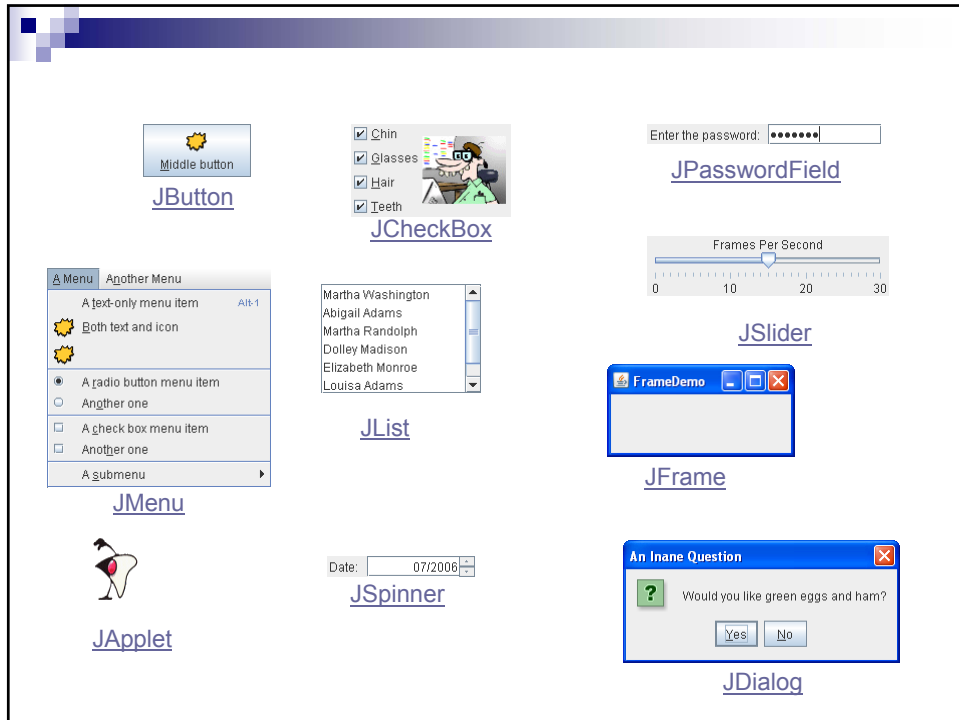 Middle button
JButton
Chin
Glasses
Hair
Teeth
JCheckBox
Enter the password: •••••••
JPasswordField
A Menu Another Menu
A text-only menu item Alt-1
Both text and icon
A radio button menu item
Another one
A check box menu item
Another one
A submenu
JMenu
Martha Washington
Abigail Adams
Martha Randolph
Dolley Madison
Elizabeth Monroe
Louisa Adams
JList
Frames Per Second
0 10 20 30
JSlider
FrameDemo
JFrame
JApplet
Date: 07/2006
JSpinner
An Inane Question
?
Would you like green eggs and ham?
Yes No
JDialog